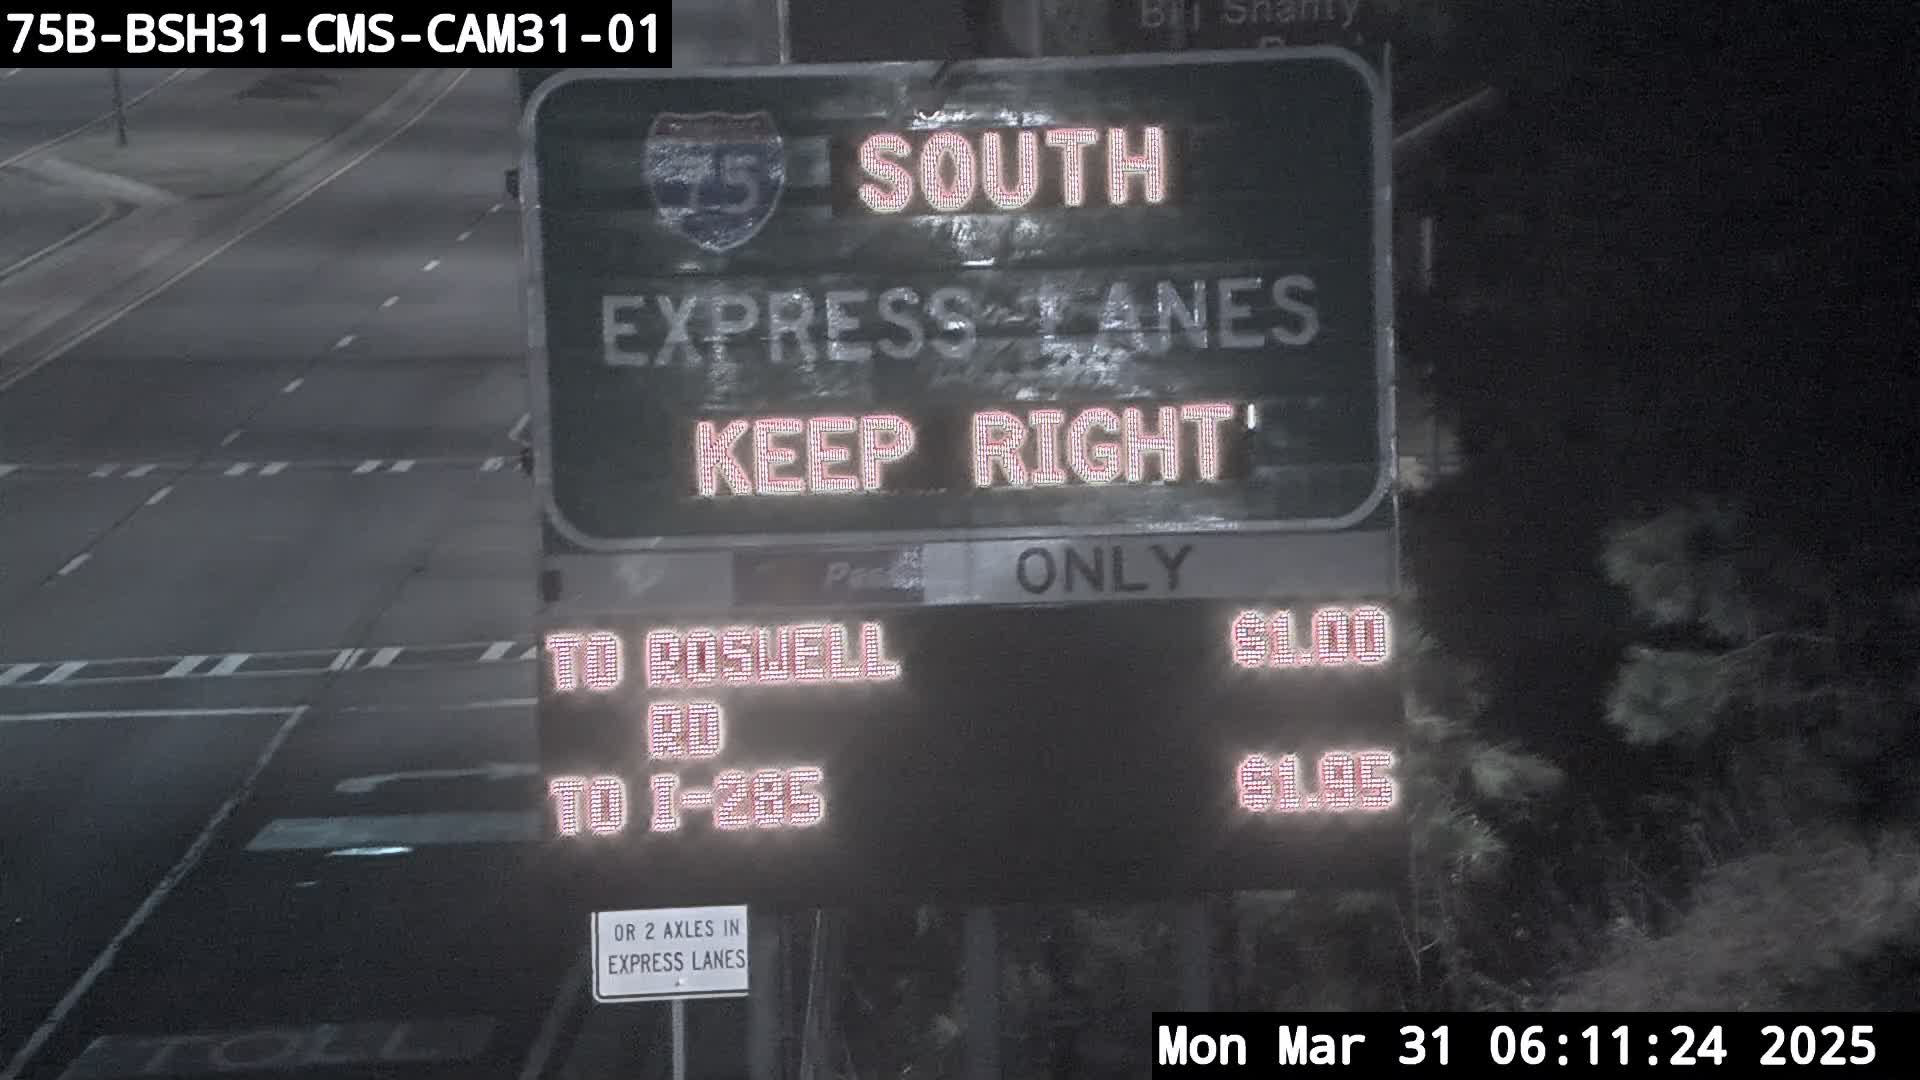 75B-BSH31-CMS-CAM31-01
Shanty
75 SOUTH
EXPRESS LANES
KEEP RIGHT
ONLY
TO ROSWELL $1.00
RD
TO I-285 $1.95
OR 2 AXLES IN
EXPRESS LANES
TOLL
Mon Mar 31 06:11:24 2025